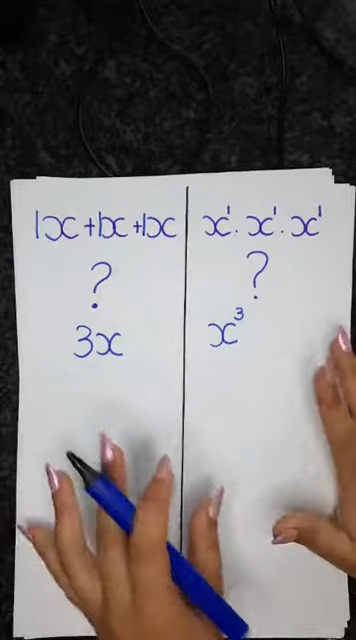 1x + 1x + 1x
?
3x
x¹ · x¹ · x¹
?
x³